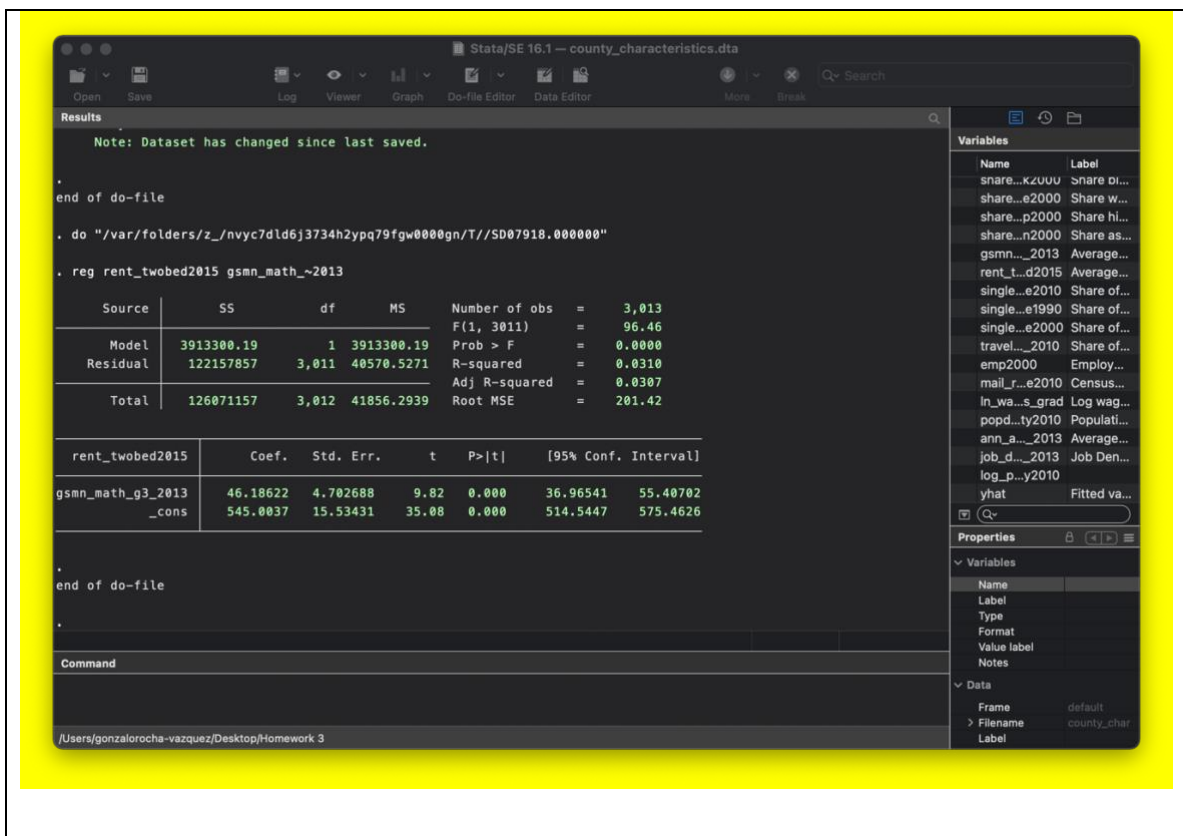 Stata/SE 16.1 — county_characteristics.dta
Open Save Log Viewer Graph Do-file Editor Data Editor More Break Search
Results
Note: Dataset has changed since last saved.
.
end of do-file
. do "/var/folders/z_/nvyc7dld6j3734h2ypq79fgw0000gn/T//SD07918.000000"
. reg rent_twobed2015 gsmn_math_~2013
Source SS df MS Number of obs = 3,013
F(1, 3011) = 96.46
Model 3913300.19 1 3913300.19 Prob > F = 0.0000
Residual 122157857 3,011 40570.5271 R-squared = 0.0310
Adj R-squared = 0.0307
Total 126071157 3,012 41856.2939 Root MSE = 201.42
rent_twobed2015 Coef. Std. Err. t P>|t| [95% Conf. Interval]
gsmn_math_g3_2013 46.18622 4.702688 9.82 0.000 36.96541 55.40702
_cons 545.0037 15.53431 35.08 0.000 514.5447 575.4626
.
end of do-file
.
Command
/Users/gonzalorocha-vazquez/Desktop/Homework 3
Variables
Name Label
share...k2000 Share bl...
share...e2000 Share w...
share...p2000 Share hi...
share...n2000 Share as...
gsmn..._2013 Average...
rent_t...d2015 Average...
single...e2010 Share of...
single...e1990 Share of...
single...e2000 Share of...
travel..._2010 Share of...
emp2000 Employ...
mail_r...e2010 Census...
ln_wa...s_grad Log wag...
popd...ty2010 Populati...
ann_a..._2013 Average...
job_d..._2013 Job Den...
log_p...y2010
yhat Fitted va...
Properties
Variables
Name
Label
Type
Format
Value label
Notes
Data
Frame default
Filename county_char
Label